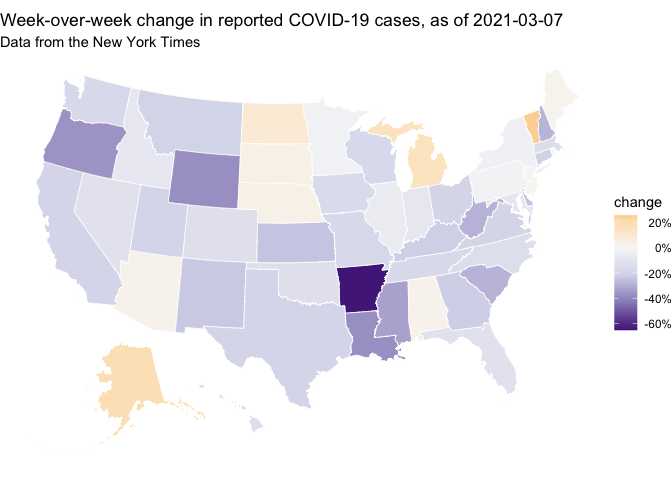 Week-over-week change in reported COVID-19 cases, as of 2021-03-07
Data from the New York Times
change
20%
0%
-20%
-40%
-60%